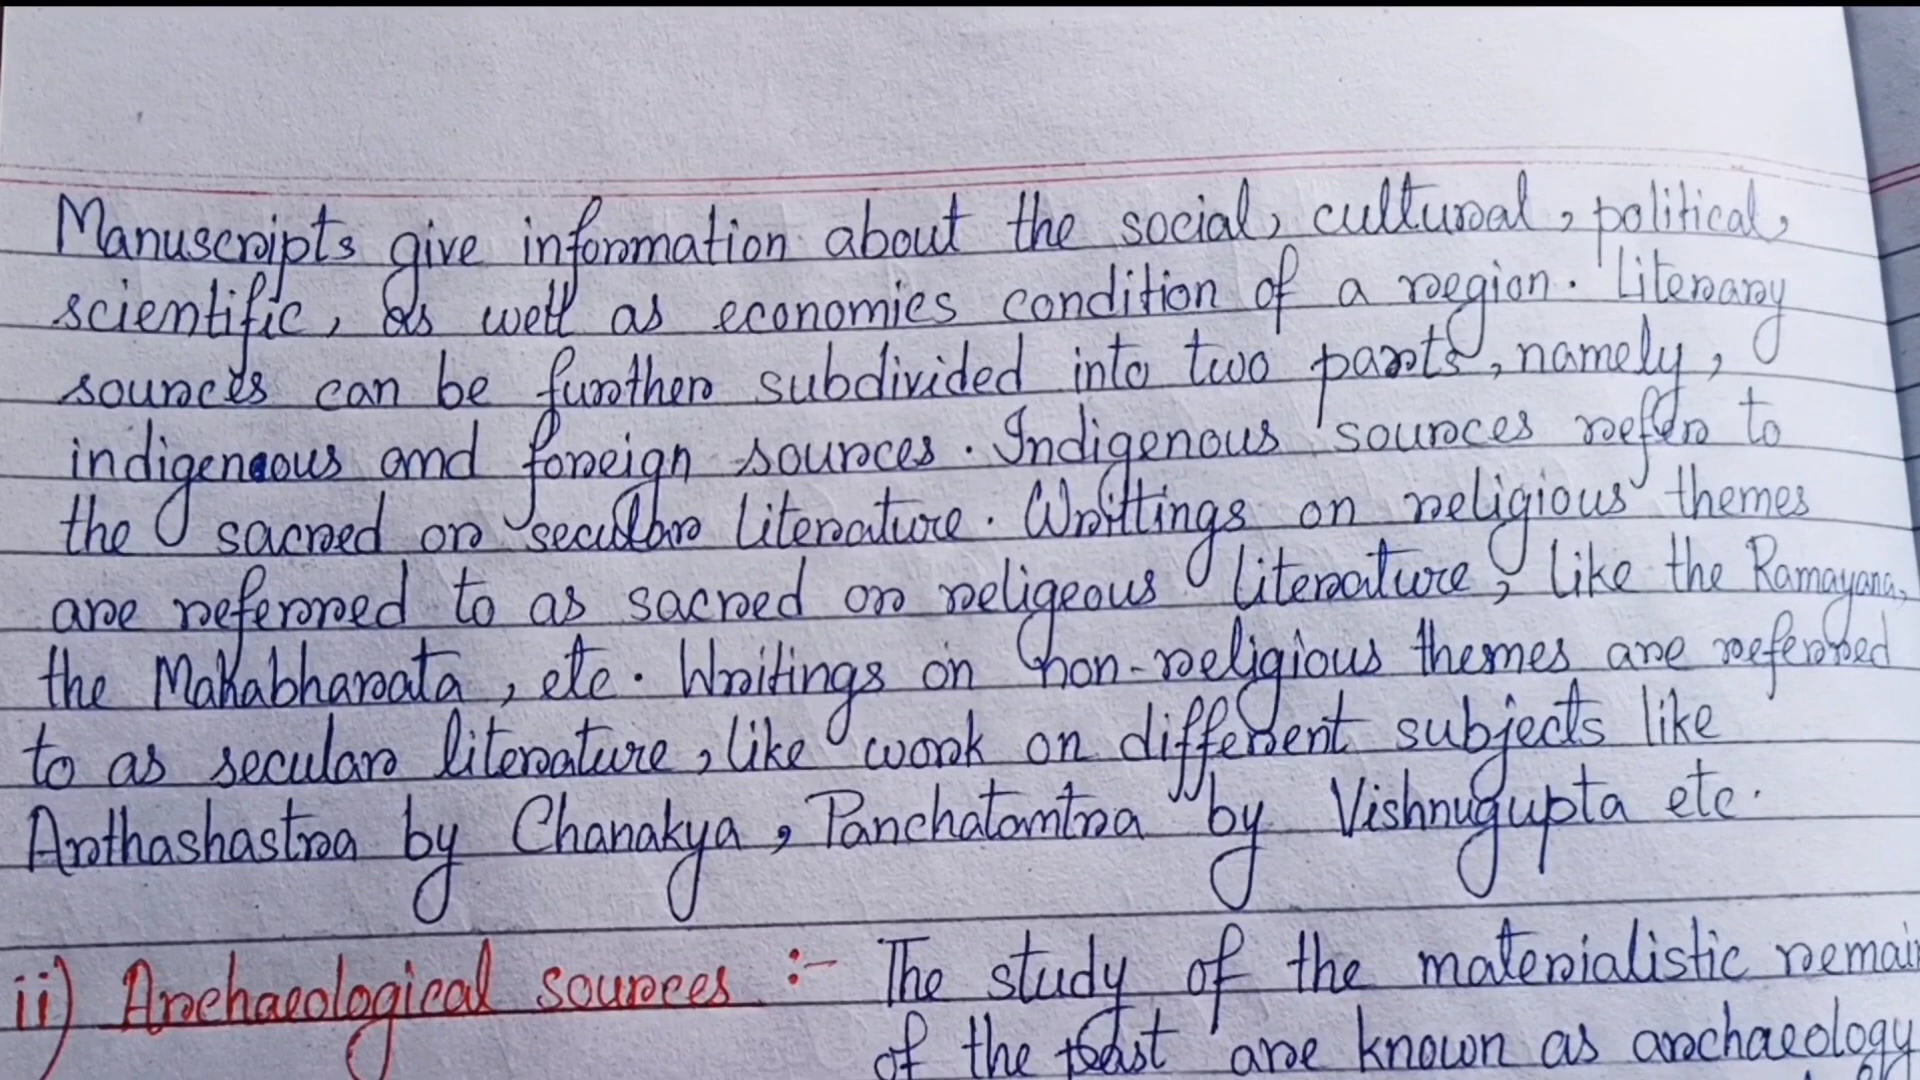 Manuscripts give information about the social, cultural, political,
scientific, as well as economics condition of a region. Literary
sources can be further subdivided into two parts, namely,
indigeneous and foreign sources. Indigenous sources refer to
the sacred or secular literature. Writtings on religious themes
are referred to as sacred or religeous literature, like the Ramayana,
the Mahabharata, etc. Writings on non-religious themes are referred
to as secular literature, like work on different subjects like
Arthashastra by Chanakya, Panchatantra by Vishnugupta etc.
ii) Archaeological sources :- The study of the materialistic remai
of the past are known as archaeology